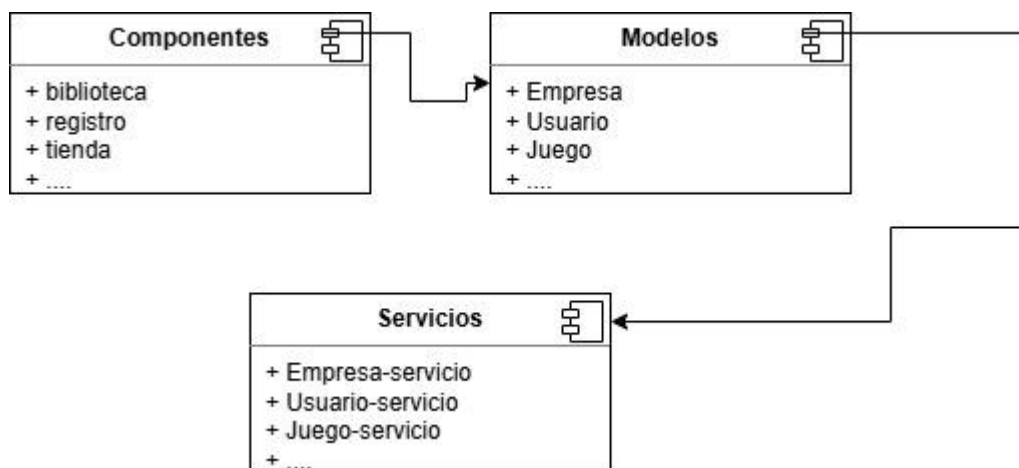 Componentes
+ biblioteca
+ registro
+ tienda
+ ....
Modelos
+ Empresa
+ Usuario
+ Juego
+ ....
Servicios
+ Empresa-servicio
+ Usuario-servicio
+ Juego-servicio
+ ....